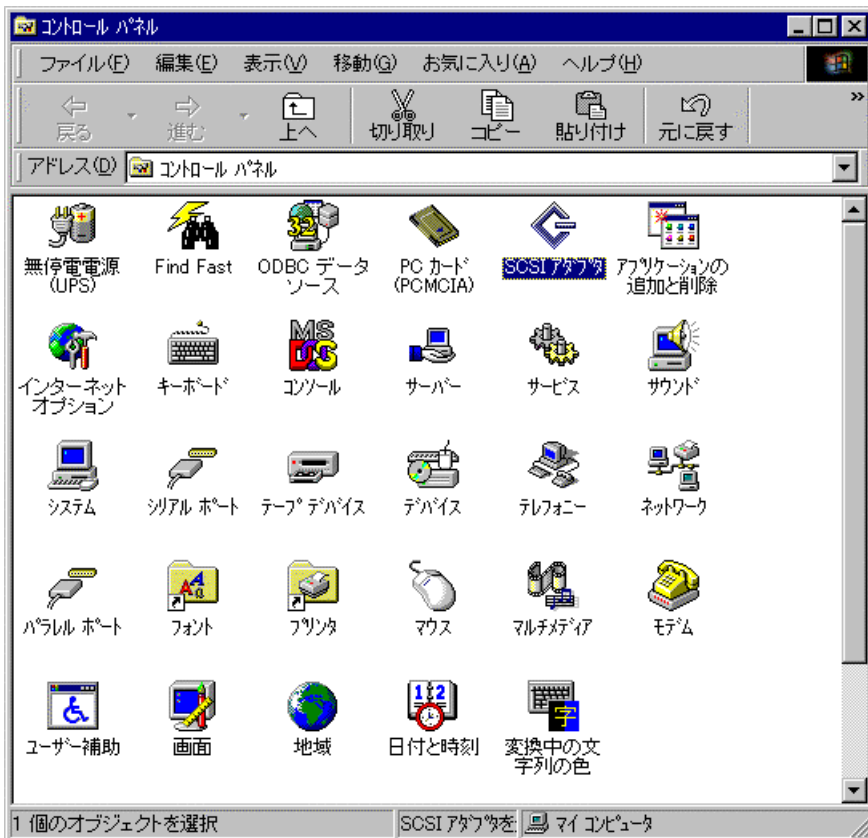 ｺﾝﾄﾛｰﾙ ﾊﾟﾈﾙ
ファイル(F) 編集(E) 表示(V) 移動(G) お気に入り(A) ヘルプ(H)
戻る 進む 上へ 切り取り コピー 貼り付け 元に戻す »
アドレス(D) ｺﾝﾄﾛｰﾙ ﾊﾟﾈﾙ
無停電電源
(UPS)
Find Fast
32
ODBC データ
ソース
PC ｶｰﾄﾞ
(PCMCIA)
SCSI ｱﾀﾞﾌﾟﾀ
ｱﾌﾟﾘｹｰｼｮﾝの
追加と削除
インターネット
オプション
ｷｰﾎﾞｰﾄﾞ
MS
DOS
ｺﾝｿｰﾙ
ｻｰﾊﾞｰ
ｻｰﾋﾞｽ
ｻｳﾝﾄﾞ
ｼｽﾃﾑ
ｼﾘｱﾙ ﾎﾟｰﾄ
ﾃｰﾌﾟ ﾃﾞﾊﾞｲｽ
ﾃﾞﾊﾞｲｽ
ﾃﾚﾌｫﾆｰ
ﾈｯﾄﾜｰｸ
ﾊﾟﾗﾚﾙ ﾎﾟｰﾄ
ﾌｫﾝﾄ
ﾌﾟﾘﾝﾀ
ﾏｳｽ
ﾏﾙﾁﾒﾃﾞｨｱ
ﾓﾃﾞﾑ
ﾕｰｻﾞｰ補助
画面
地域
1 2
日付と時刻
字
変換中の文
字列の色
1 個のオブジェクトを選択 SCSI ｱﾀﾞﾌﾟﾀを ﾏｲ ｺﾝﾋﾟｭｰﾀ